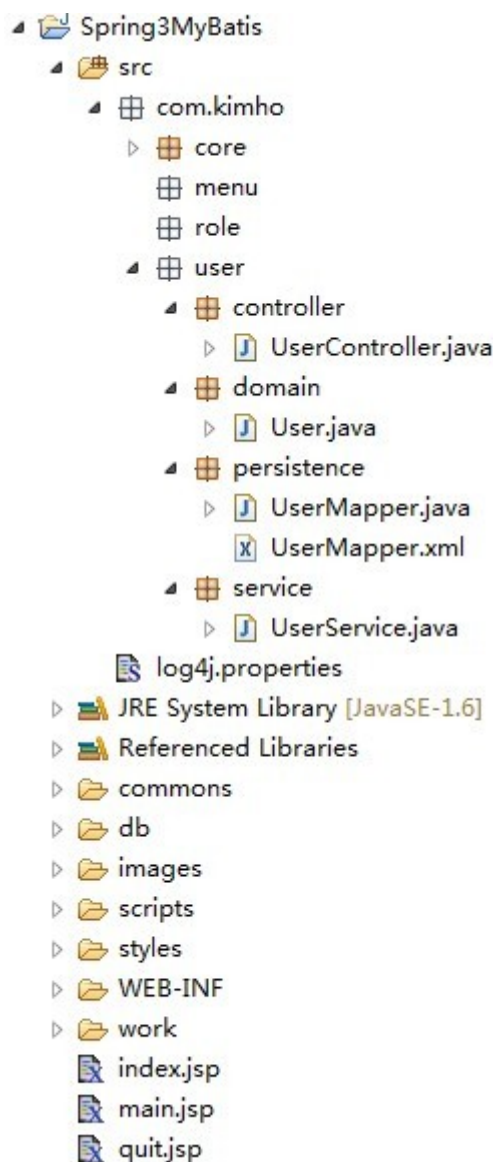 Spring3MyBatis
src
com.kimho
core
menu
role
user
controller
UserController.java
domain
User.java
persistence
UserMapper.java
UserMapper.xml
service
UserService.java
log4j.properties
JRE System Library [JavaSE-1.6]
Referenced Libraries
commons
db
images
scripts
styles
WEB-INF
work
index.jsp
main.jsp
quit.jsp